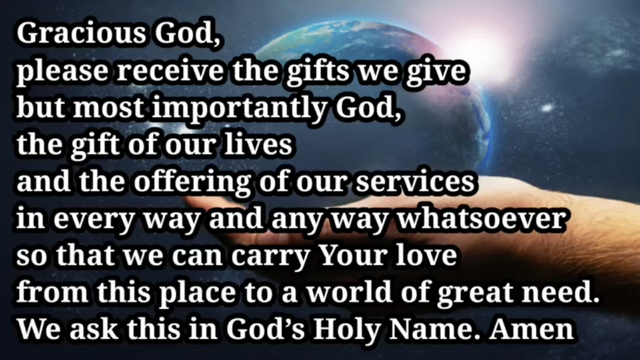 Gracious God,
please receive the gifts we give
but most importantly God,
the gift of our lives
and the offering of our services
in every way and any way whatsoever
so that we can carry Your love
from this place to a world of great need.
We ask this in God’s Holy Name. Amen